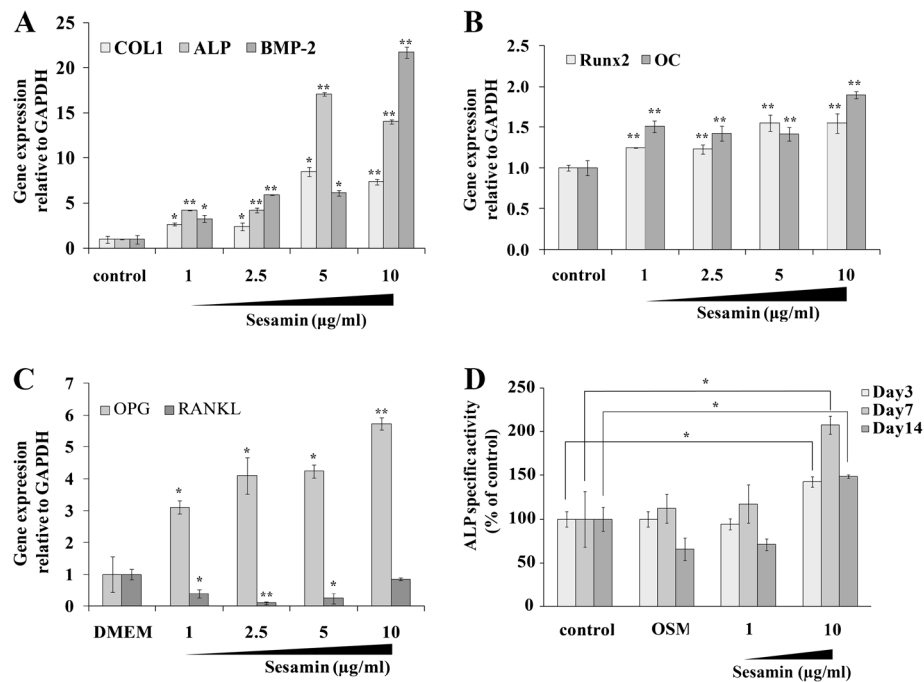 A
COL1 ALP BMP-2
Gene expression
relative to GAPDH
25
20
15
10
5
0
* ** *
* ** **
* ** *
** ** **
control 1 2.5 5 10
Sesamin (μg/ml)
B
Runx2 OC
Gene expression
relative to GAPDH
2.5
2.0
1.5
1.0
0.5
0.0
** **
** **
** **
** **
control 1 2.5 5 10
Sesamin (μg/ml)
C
OPG RANKL
Gene expreesion
relative to GAPDH
7
6
5
4
3
2
1
0
* *
* **
* *
**
DMEM 1 2.5 5 10
Sesamin (μg/ml)
D
Day3
Day7
Day14
ALP specific activity
(% of control)
250
200
150
100
50
0
*
*
*
control OSM 1 10
Sesamin (μg/ml)